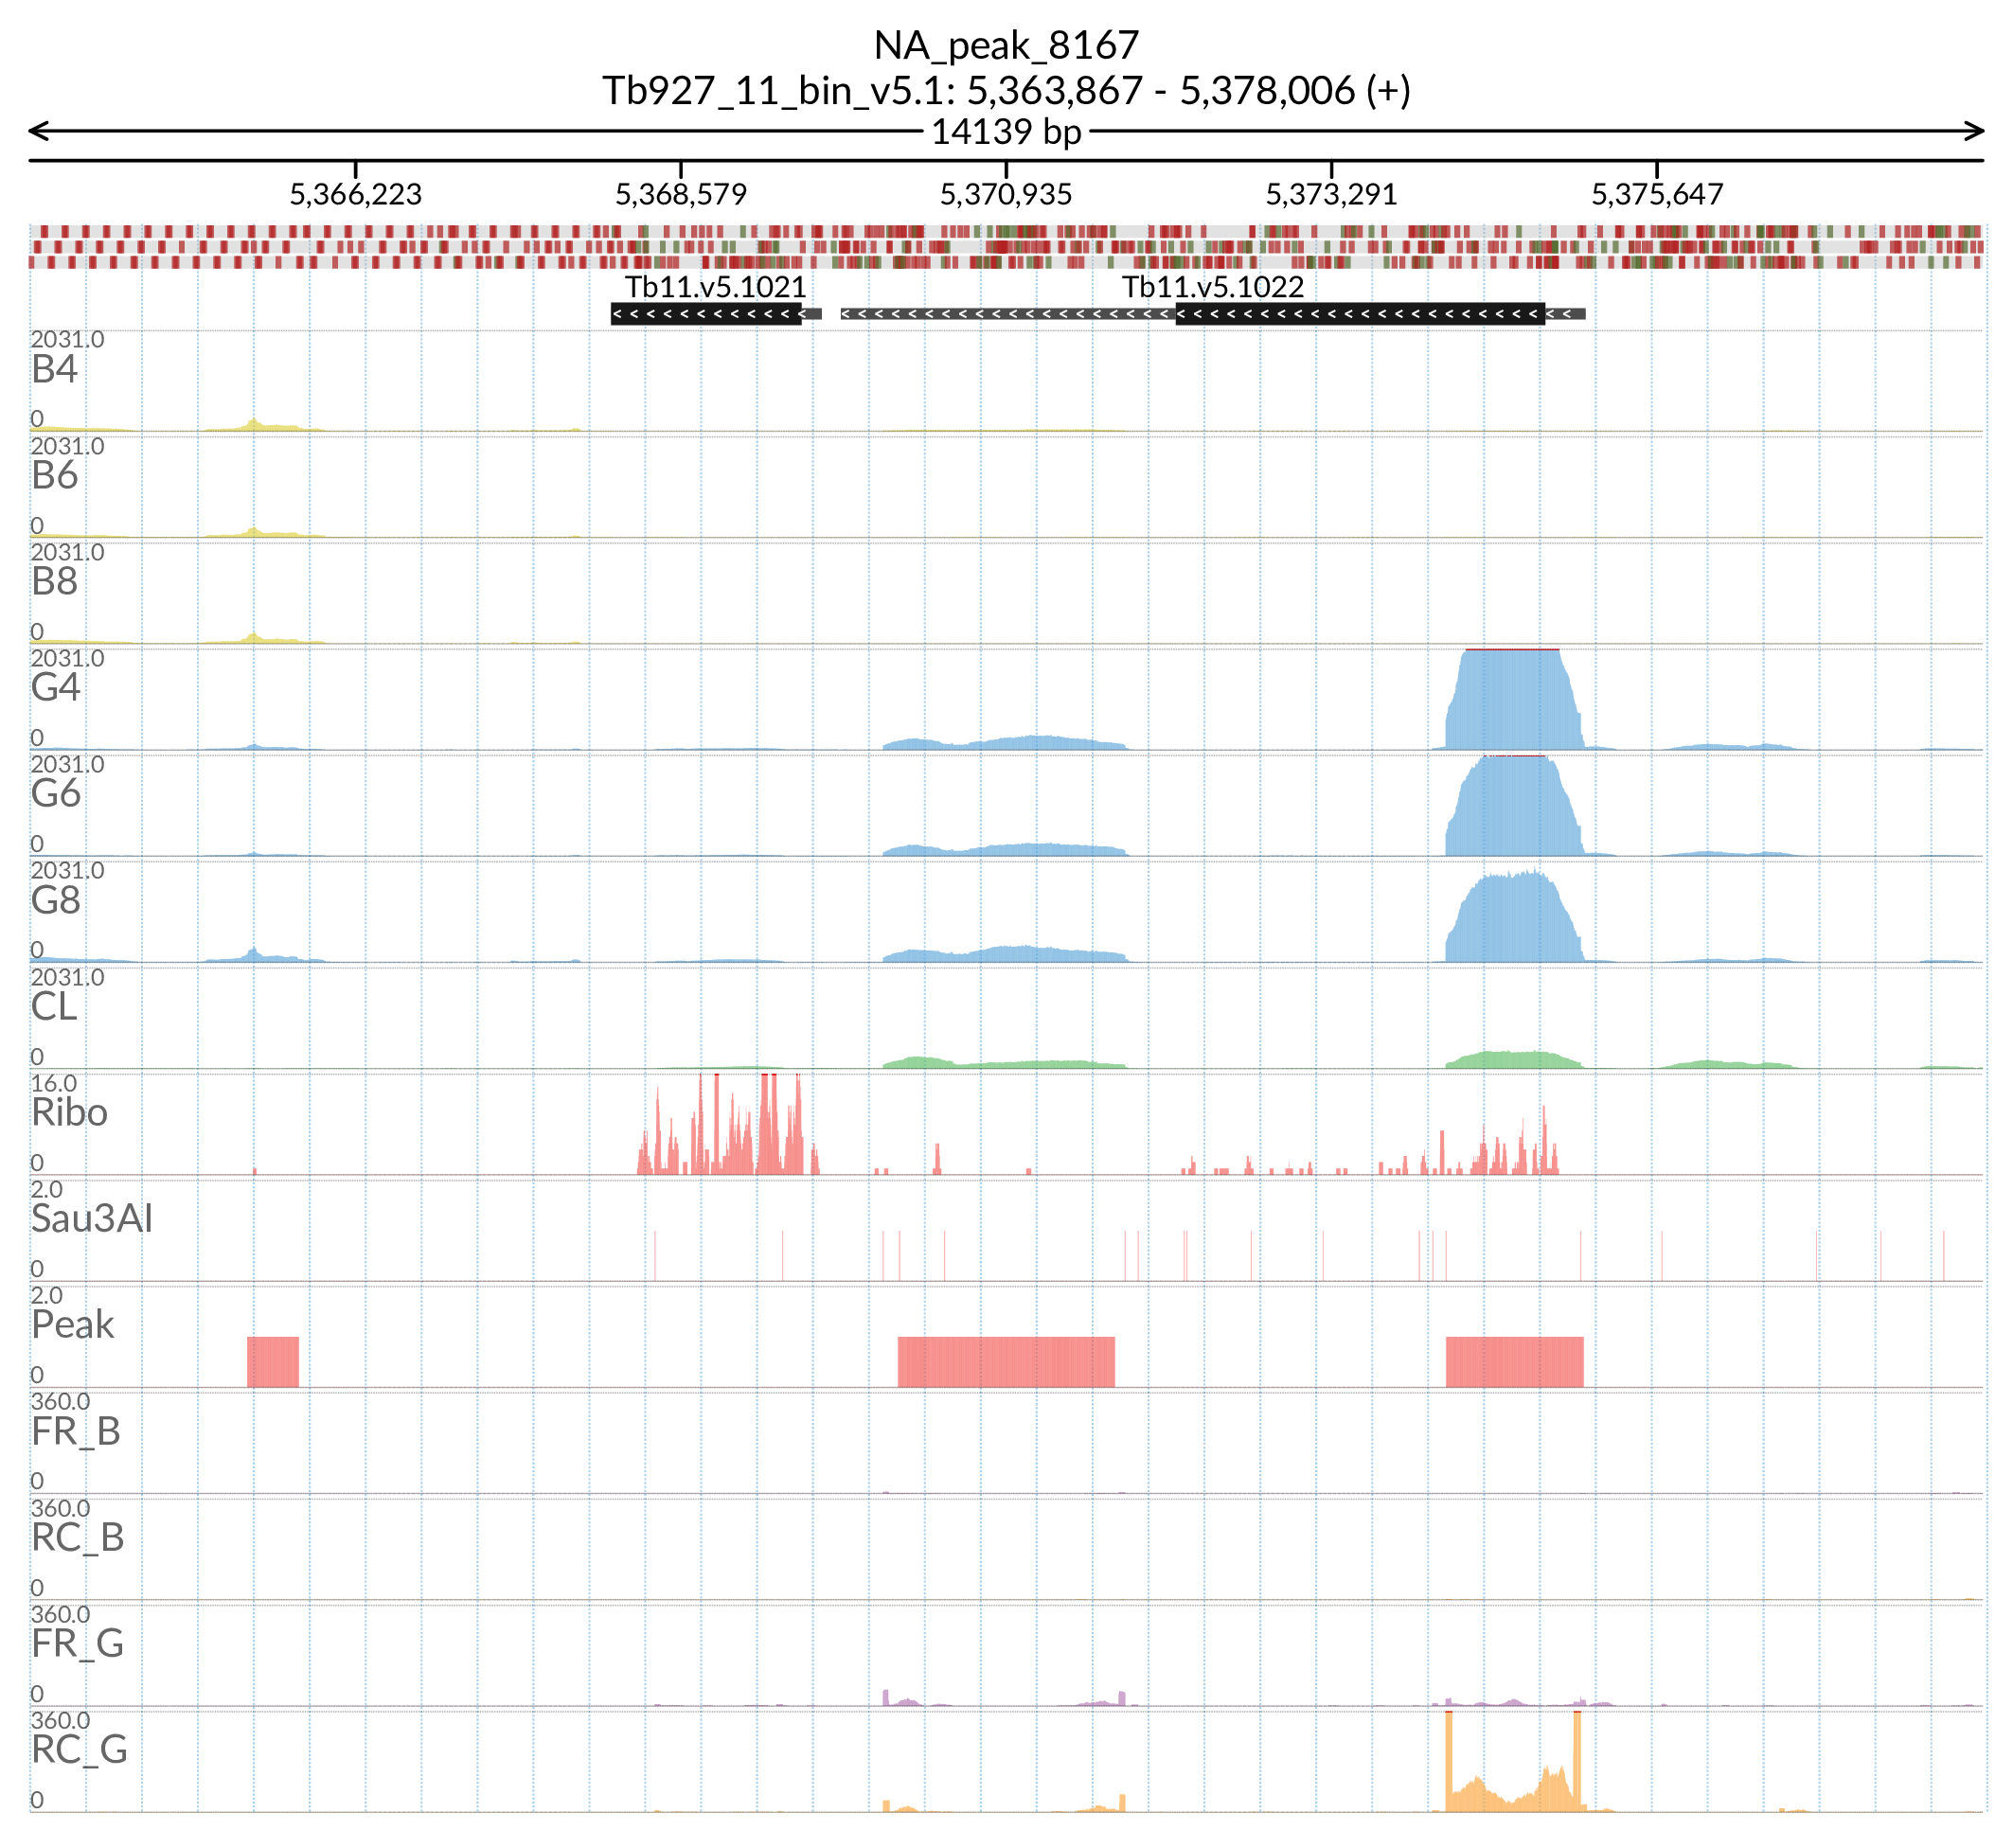 NA_peak_8167
Tb927_11_bin_v5.1: 5,363,867 - 5,378,006 (+)
14139 bp
5,366,223 5,368,579 5,370,935 5,373,291 5,375,647
Tb11.v5.1021 Tb11.v5.1022
2031.0
B4
0
2031.0
B6
0
2031.0
B8
0
2031.0
G4
0
2031.0
G6
0
2031.0
G8
0
2031.0
CL
0
16.0
Ribo
0
2.0
Sau3AI
0
2.0
Peak
0
360.0
FR_B
0
360.0
RC_B
0
360.0
FR_G
0
360.0
RC_G
0